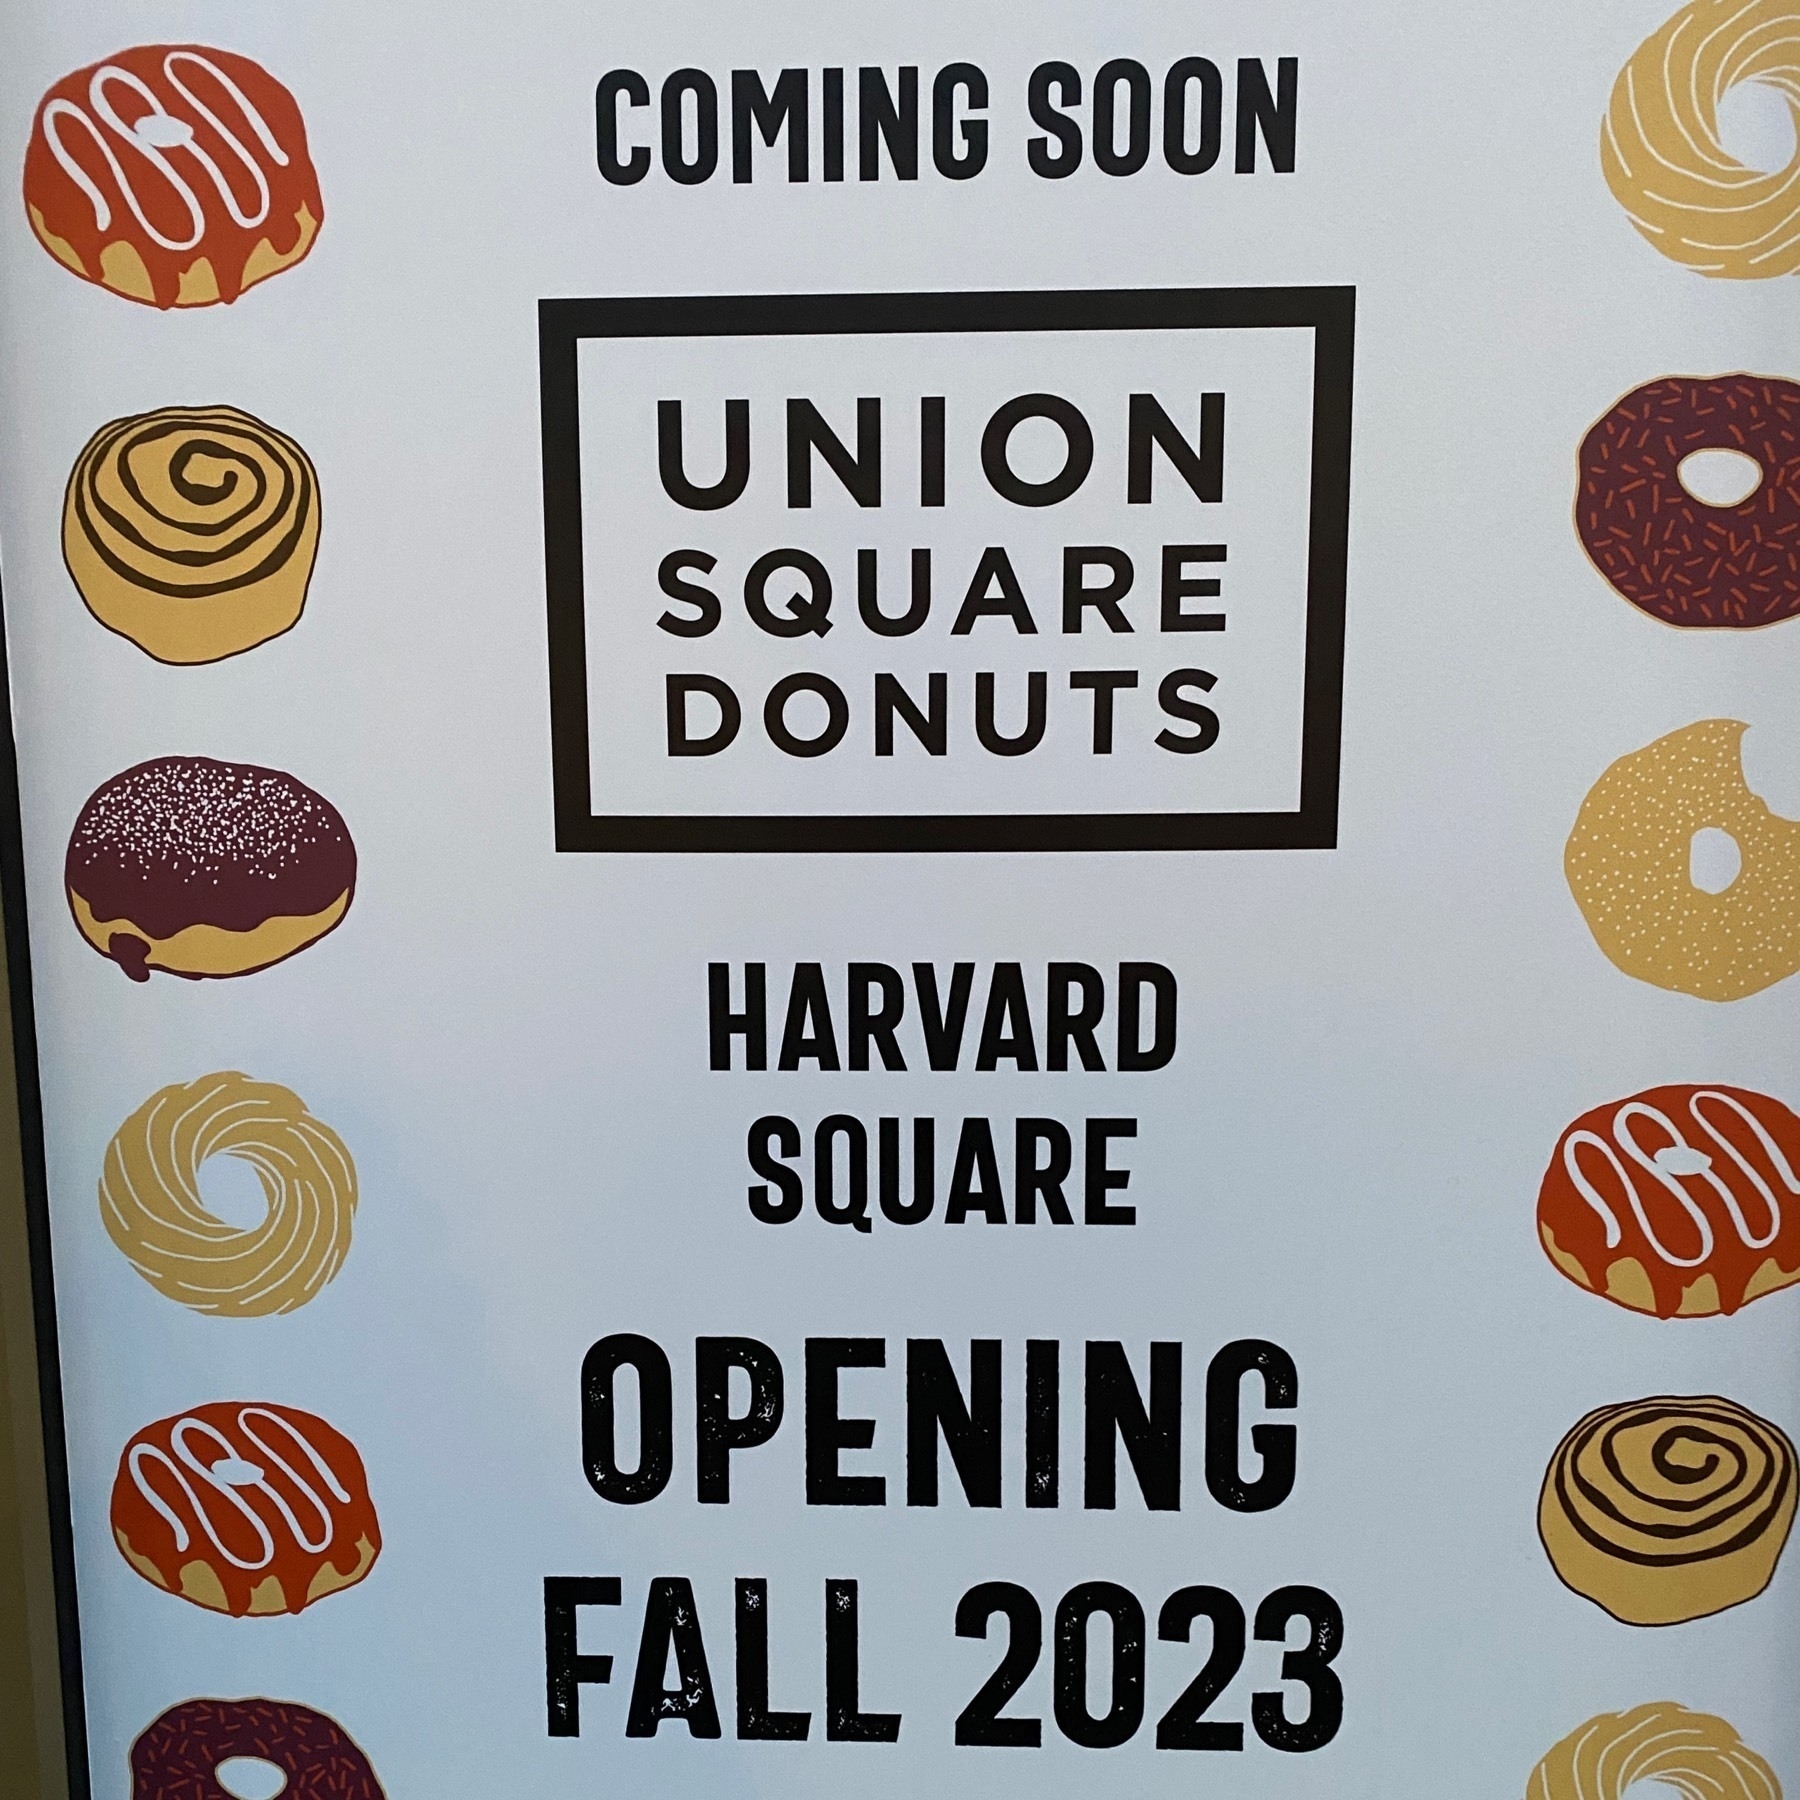 COMING SOON
UNION
SQUARE
DONUTS
HARVARD
SQUARE
OPENING
FALL 2023